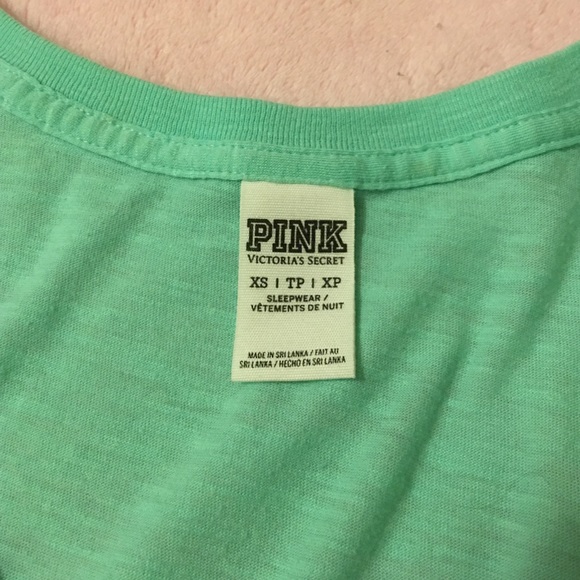 PINK
VICTORIA'S SECRET
XS | TP | XP
SLEEPWEAR /
VÊTEMENTS DE NUIT
MADE IN SRI LANKA / FAIT AU
SRI LANKA / HECHO EN SRI LANKA